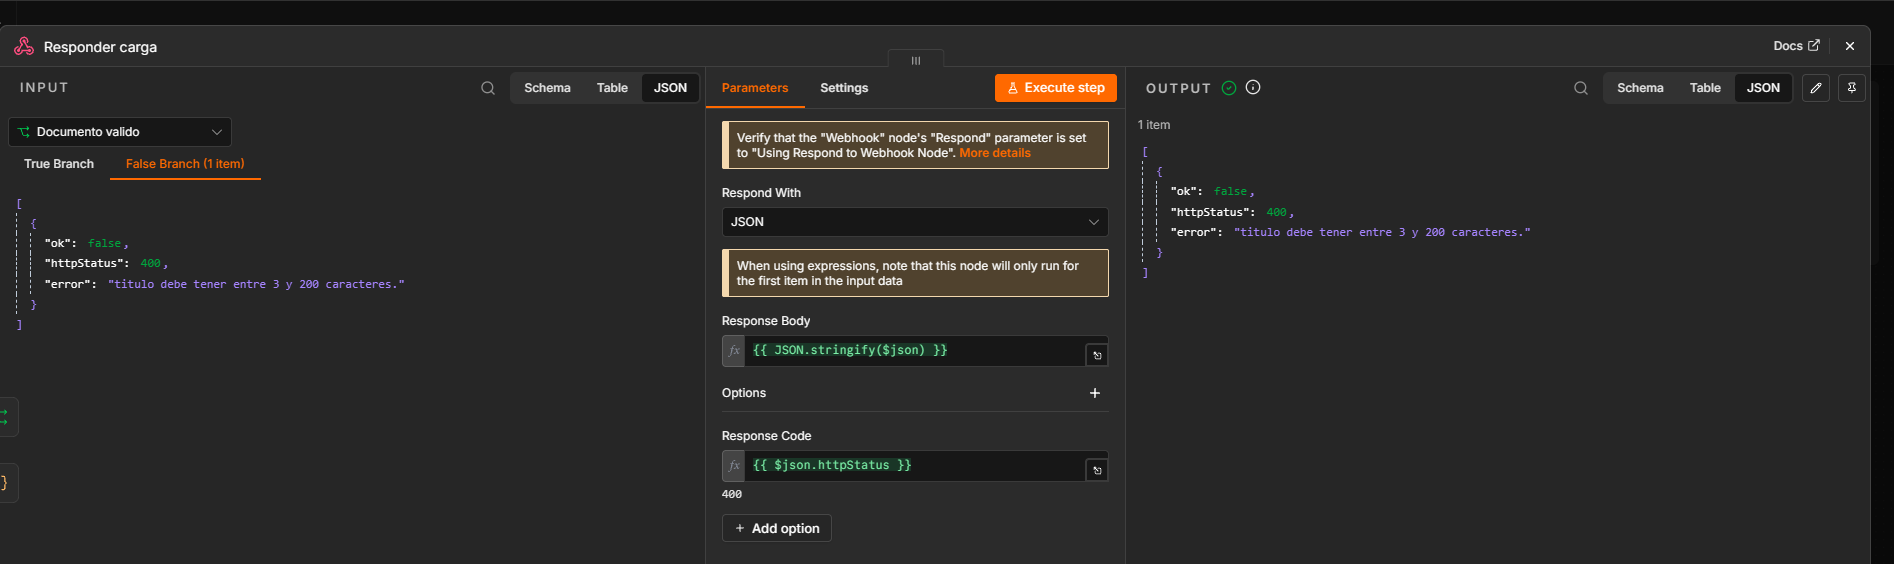 Responder carga
Docs
INPUT
Schema
Table
JSON
Documento valido
True Branch
False Branch (1 item)
[
{
"ok": false,
"httpStatus": 400,
"error": "titulo debe tener entre 3 y 200 caracteres."
}
]
}
Parameters
Settings
Execute step
Verify that the "Webhook" node's "Respond" parameter is set
to "Using Respond to Webhook Node". More details
Respond With
JSON
When using expressions, note that this node will only run for
the first item in the input data
Response Body
fx
{{ JSON.stringify($json) }}
Options
Response Code
fx
{{ $json.httpStatus }}
400
+ Add option
OUTPUT
Schema
Table
JSON
1 item
[
{
"ok": false,
"httpStatus": 400,
"error": "titulo debe tener entre 3 y 200 caracteres."
}
]